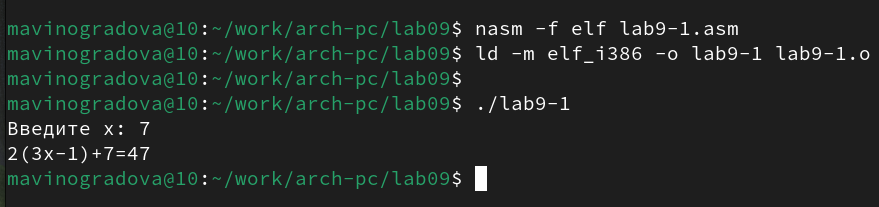 mavinogradova@10:~/work/arch-pc/lab09$ nasm -f elf lab9-1.asm
mavinogradova@10:~/work/arch-pc/lab09$ ld -m elf_i386 -o lab9-1 lab9-1.o
mavinogradova@10:~/work/arch-pc/lab09$
mavinogradova@10:~/work/arch-pc/lab09$ ./lab9-1
Введите x: 7
2(3x-1)+7=47
mavinogradova@10:~/work/arch-pc/lab09$